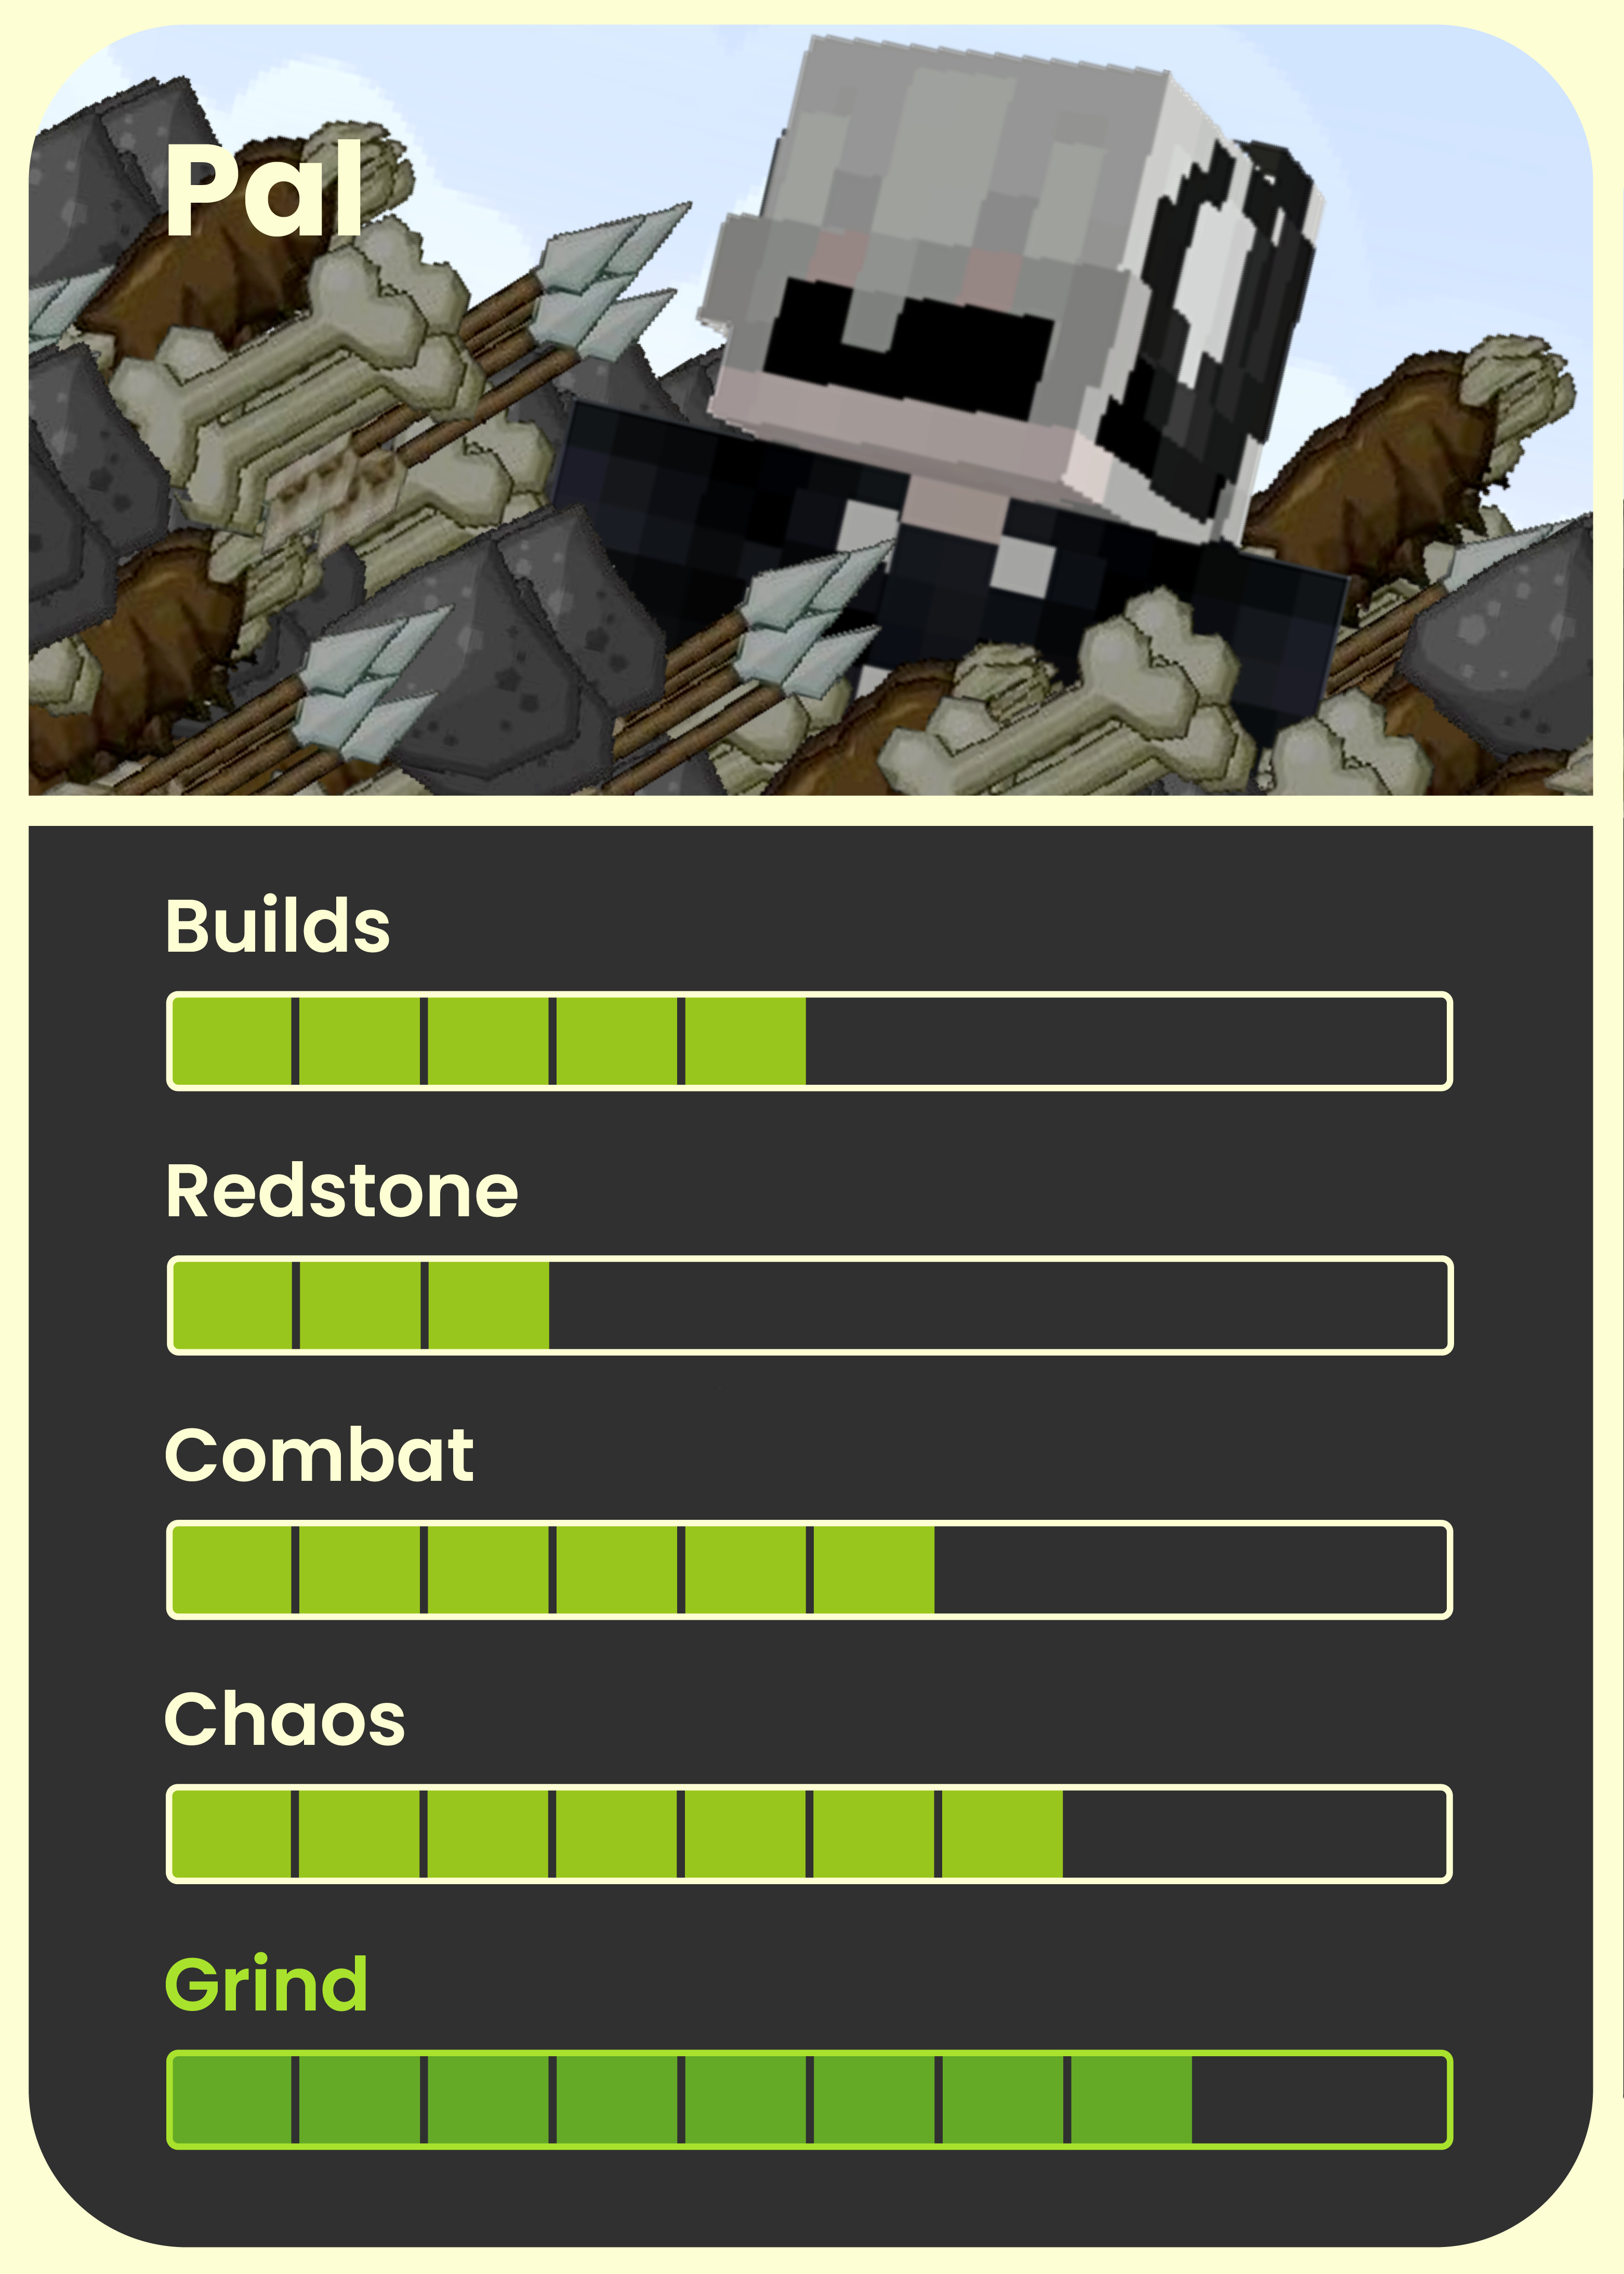 Pal
Builds
Redstone
Combat
Chaos
Grind